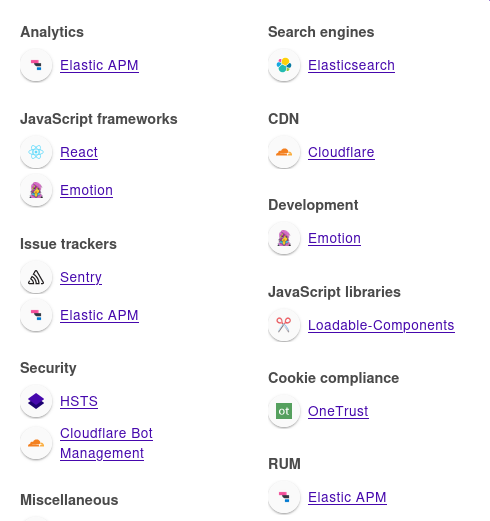 Analytics
Elastic APM
JavaScript frameworks
React
Emotion
Issue trackers
Sentry
Elastic APM
Security
HSTS
Cloudflare Bot
Management
Miscellaneous
Search engines
Elasticsearch
CDN
Cloudflare
Development
Emotion
JavaScript libraries
Loadable-Components
Cookie compliance
ot
OneTrust
RUM
Elastic APM